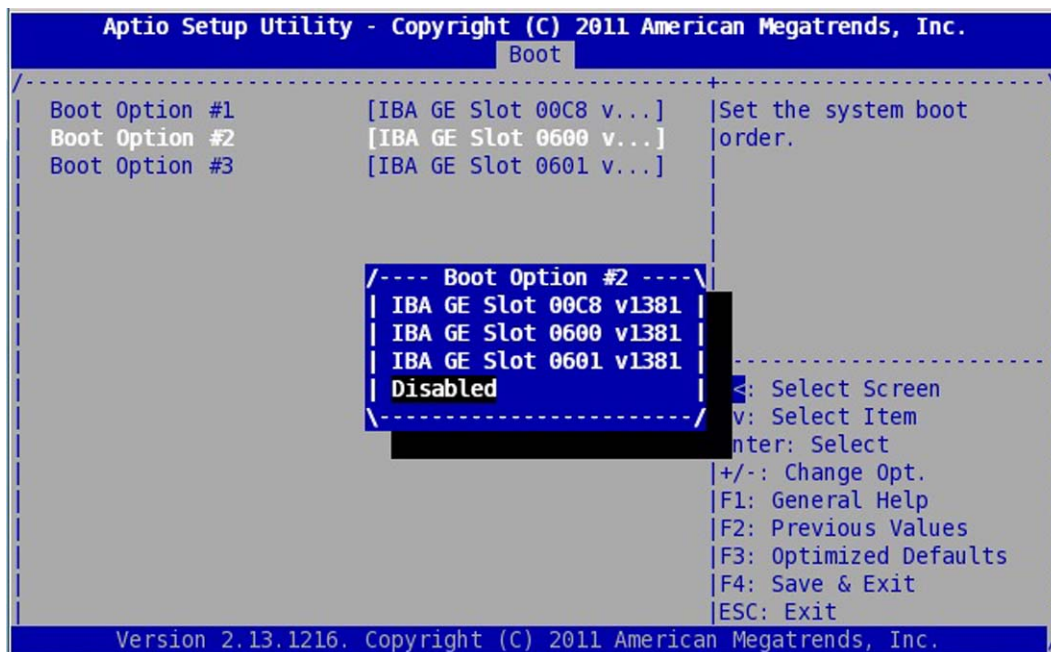 Aptio Setup Utility - Copyright (C) 2011 American Megatrends, Inc.
Boot
Boot Option #1 [IBA GE Slot 00C8 v...]
Boot Option #2 [IBA GE Slot 0600 v...]
Boot Option #3 [IBA GE Slot 0601 v...]
Set the system boot
order.
Boot Option #2
IBA GE Slot 00C8 v1381
IBA GE Slot 0600 v1381
IBA GE Slot 0601 v1381
Disabled
<: Select Screen
v: Select Item
nter: Select
+/-: Change Opt.
F1: General Help
F2: Previous Values
F3: Optimized Defaults
F4: Save & Exit
ESC: Exit
Version 2.13.1216. Copyright (C) 2011 American Megatrends, Inc.